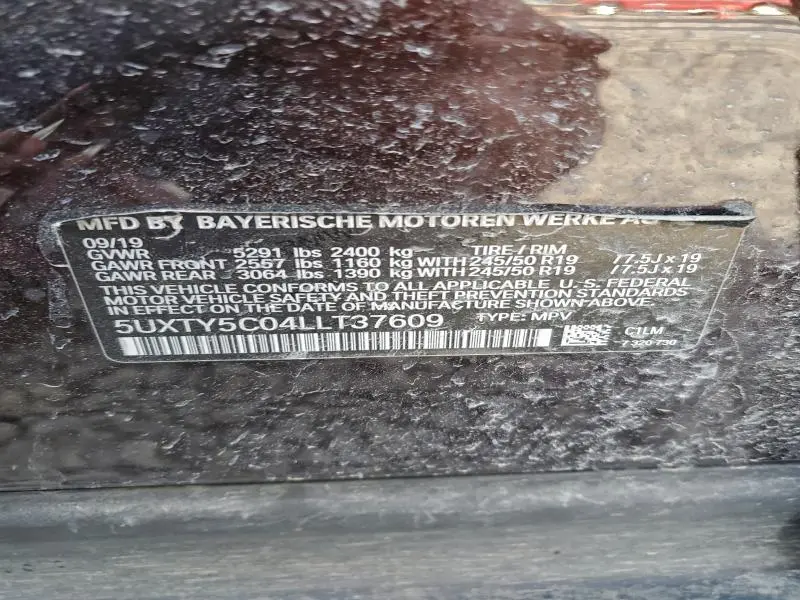 MFD BY BAYERISCHE MOTOREN WERKE AG
09/19
GVWR 5291 lbs 2400 kg TIRE / RIM
GAWR FRONT 2557 lbs 1160 kg WITH 245/50 R19 /7.5J x 19
GAWR REAR 3064 lbs 1390 kg WITH 245/50 R19 /7.5J x 19
THIS VEHICLE CONFORMS TO ALL APPLICABLE U. S. FEDERAL
MOTOR VEHICLE SAFETY AND THEFT PREVENTION STANDARDS
IN EFFECT ON THE DATE OF MANUFACTURE SHOWN ABOVE
5UXTY5C04LLT37609 TYPE: MPV
C1LM
7 320 730